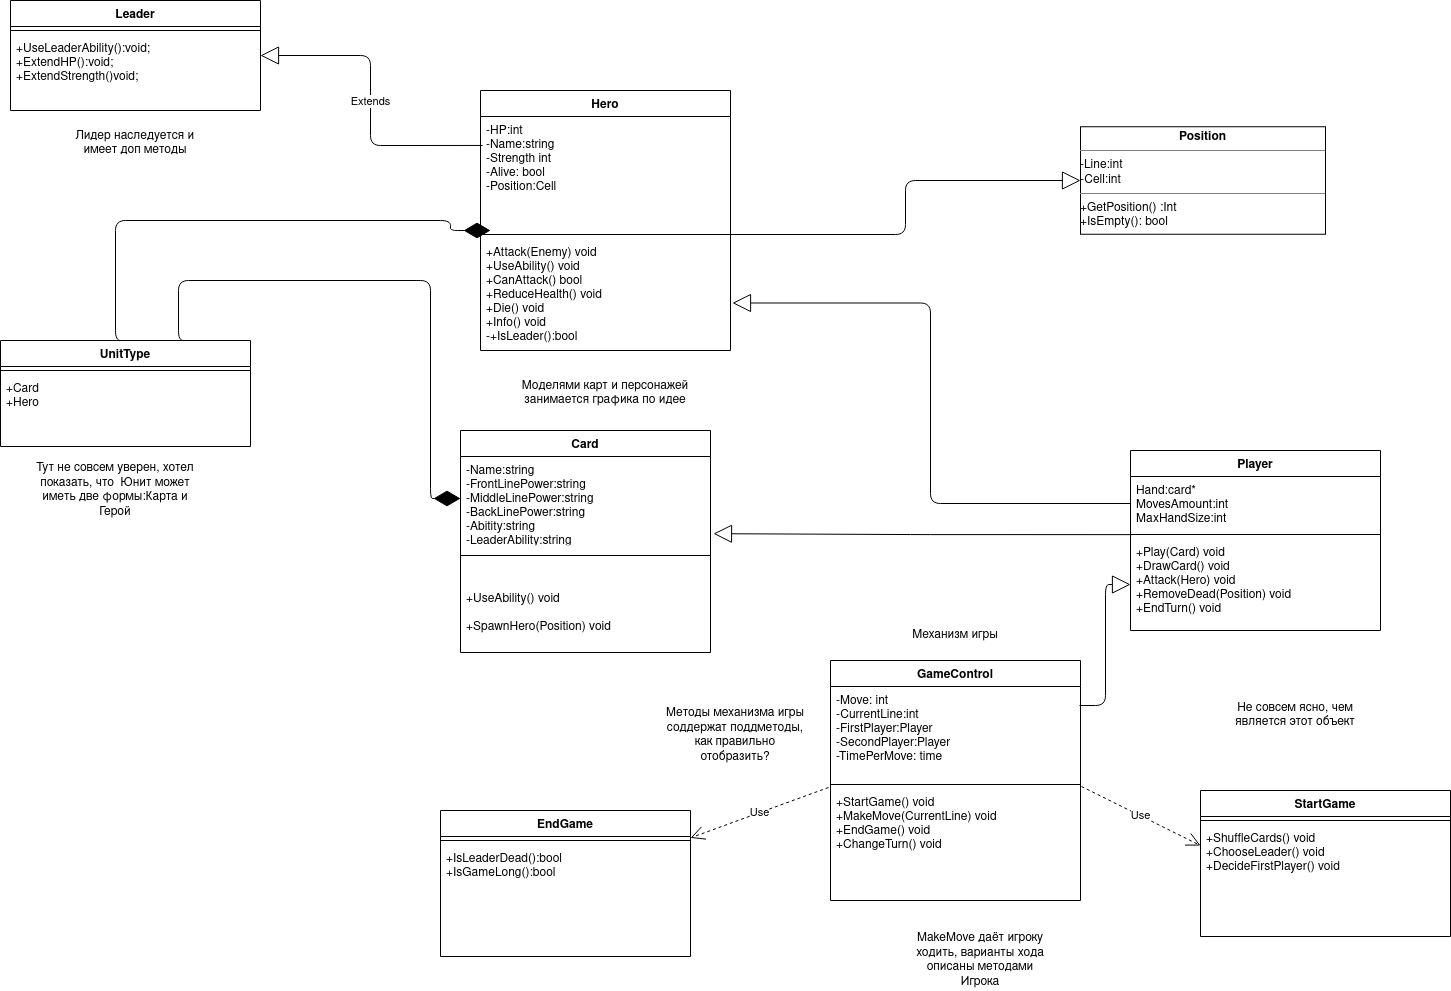 Leader
+UseLeaderAbility():void;
+ExtendHP():void;
+ExtendStrength()void;
Лидер наследуется и
имеет доп методы
Extends
Hero
-HP:int
-Name:string
-Strength int
-Alive: bool
-Position:Cell
+Attack(Enemy) void
+UseAbility() void
+CanAttack() bool
+ReduceHealth() void
+Die() void
+Info() void
-+IsLeader():bool
Моделями карт и персонажей
занимается графика по идее
Position
-Line:int
-Cell:int
+GetPosition() :Int
+IsEmpty(): bool
UnitType
+Card
+Hero
Тут не совсем уверен, хотел
показать, что Юнит может
иметь две формы:Карта и
Герой
Card
-Name:string
-FrontLinePower:string
-MiddleLinePower:string
-BackLinePower:string
-Abitity:string
-LeaderAbility:string
+UseAbility() void
+SpawnHero(Position) void
Player
Hand:card*
MovesAmount:int
MaxHandSize:int
+Play(Card) void
+DrawCard() void
+Attack(Hero) void
+RemoveDead(Position) void
+EndTurn() void
Не совсем ясно, чем
является этот объект
Механизм игры
GameControl
-Move: int
-CurrentLine:int
-FirstPlayer:Player
-SecondPlayer:Player
-TimePerMove: time
+StartGame() void
+MakeMove(CurrentLine) void
+EndGame() void
+ChangeTurn() void
Методы механизма игры
соддержат поддметоды,
как правильно
отобразить?
Use
Use
EndGame
+IsLeaderDead():bool
+IsGameLong():bool
StartGame
+ShuffleCards() void
+ChooseLeader() void
+DecideFirstPlayer() void
MakeMove даёт игроку
ходить, варианты хода
описаны методами
Игрока